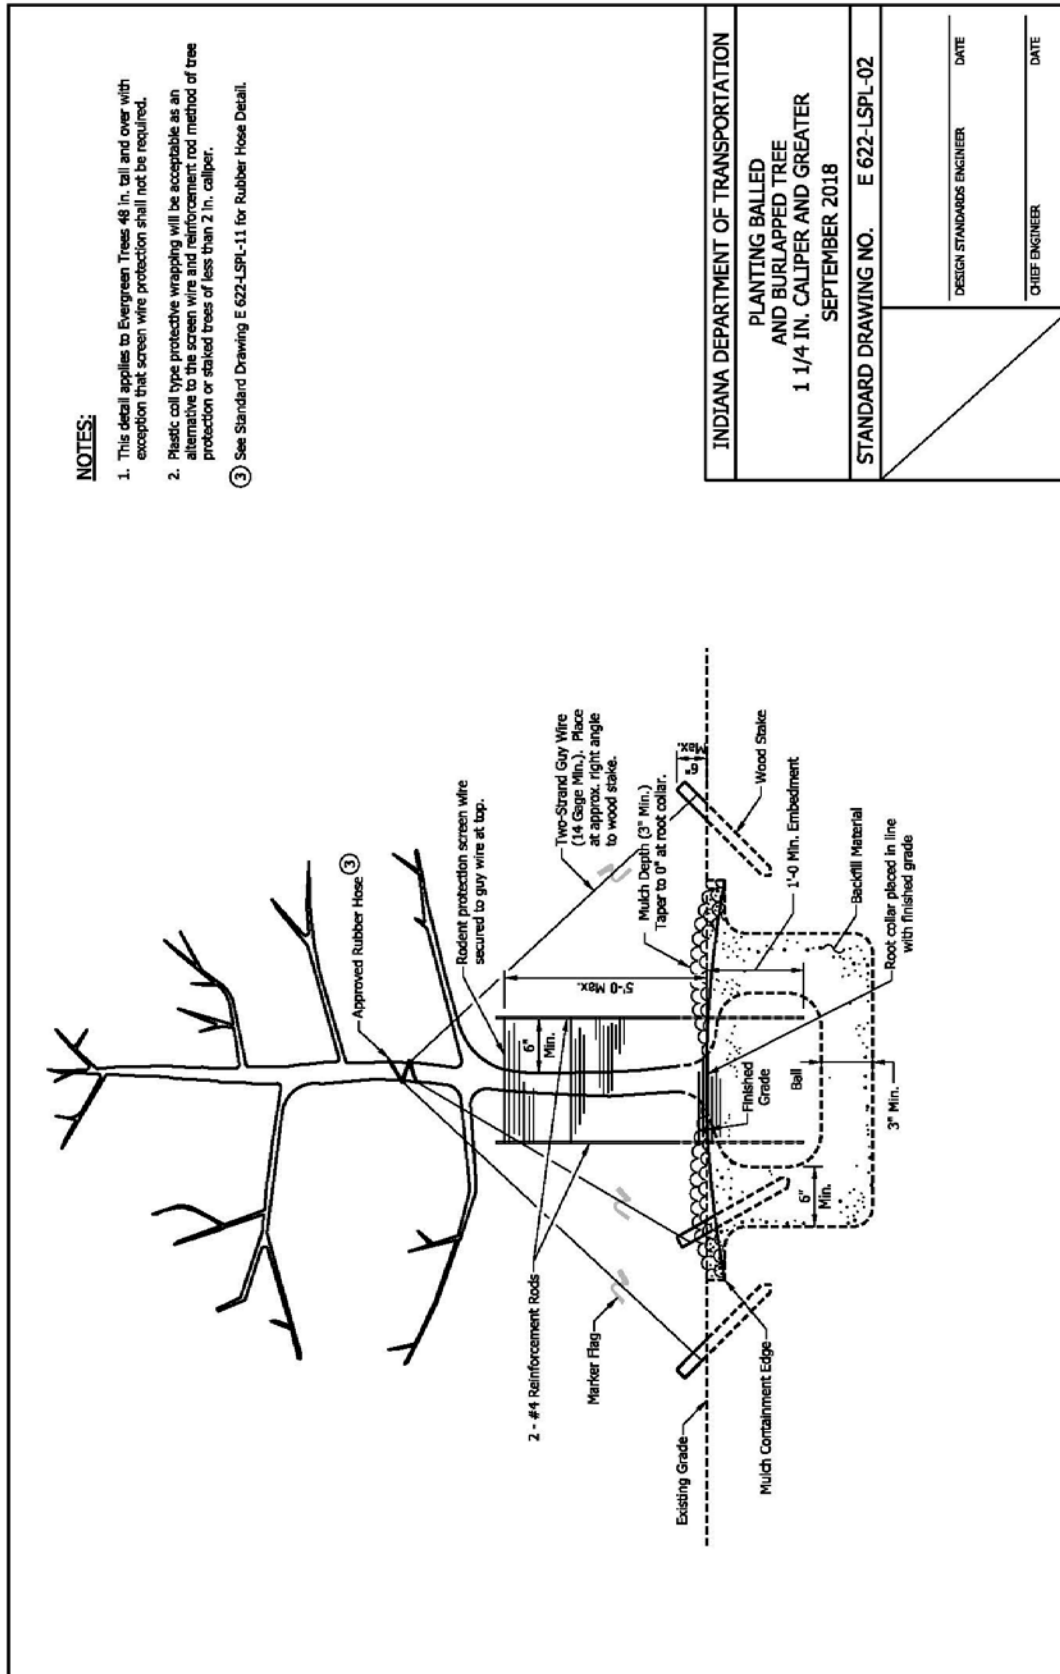 NOTES:
1. This detail applies to Evergreen Trees 48 in. tall and over with
exception that screen wire protection shall not be required.
2. Plastic coil type protective wrapping will be acceptable as an
alternative to the screen wire and reinforcement rod method of tree
protection or staked trees of less than 2 in. caliper.
3 See Standard Drawing E 622-LSPL-11 for Rubber Hose Detail.
Approved Rubber Hose 3
Rodent protection screen wire
secured to guy wire at top.
Two-Strand Guy Wire
(14 Gage Min.). Place
at approx. right angle
to wood stake.
2 - #4 Reinforcement Rods
6"
Min.
5'-0 Max.
Marker Flag
Mulch Depth (3" Min.)
Taper to 0" at root collar.
6"
Max.
Existing Grade
Finished
Grade
Wood Stake
1'-0 Min. Embedment
Mulch Containment Edge
6"
Min.
Ball
Backfill Material
Root collar placed in line
with finished grade
3" Min.
INDIANA DEPARTMENT OF TRANSPORTATION
PLANTING BALLED
AND BURLAPPED TREE
1 1/4 IN. CALIPER AND GREATER
SEPTEMBER 2018
STANDARD DRAWING NO. E 622-LSPL-02
DESIGN STANDARDS ENGINEER DATE
CHIEF ENGINEER DATE